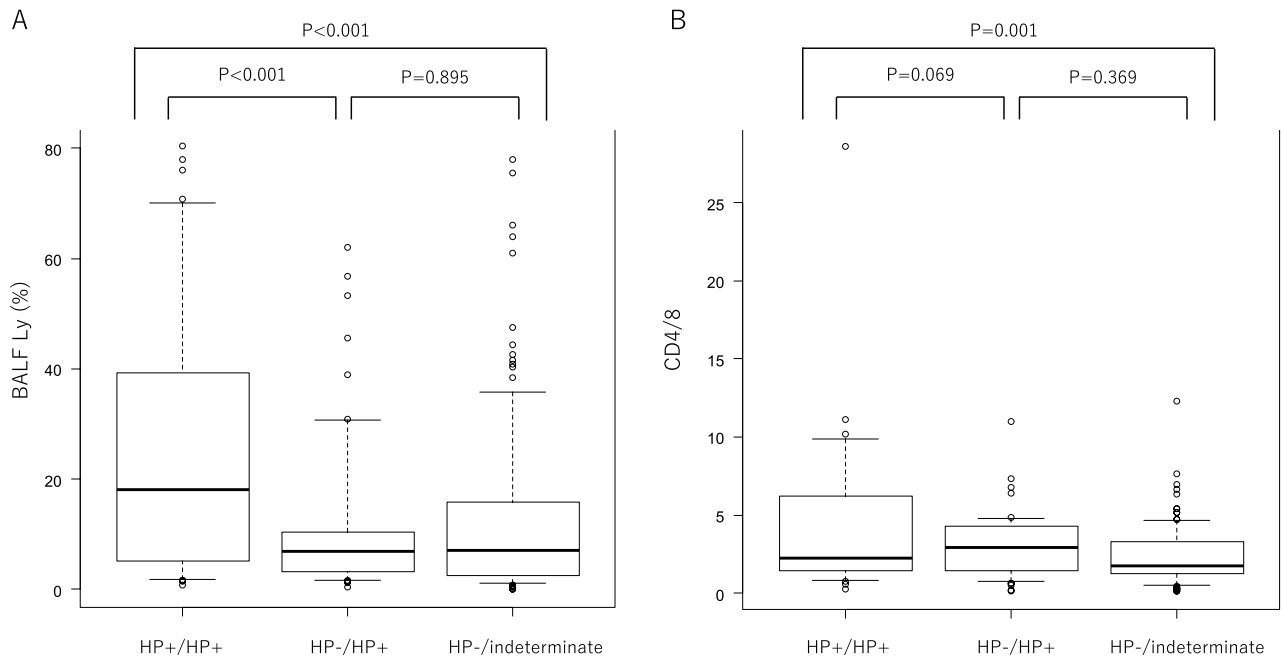 A
P<0.001
P<0.001
P=0.895
BALF Ly (%)
80
60
40
20
0
HP+/HP+
HP-/HP+
HP-/indeterminate
B
P=0.001
P=0.069
P=0.369
CD4/8
25
20
15
10
5
0
HP+/HP+
HP-/HP+
HP-/indeterminate